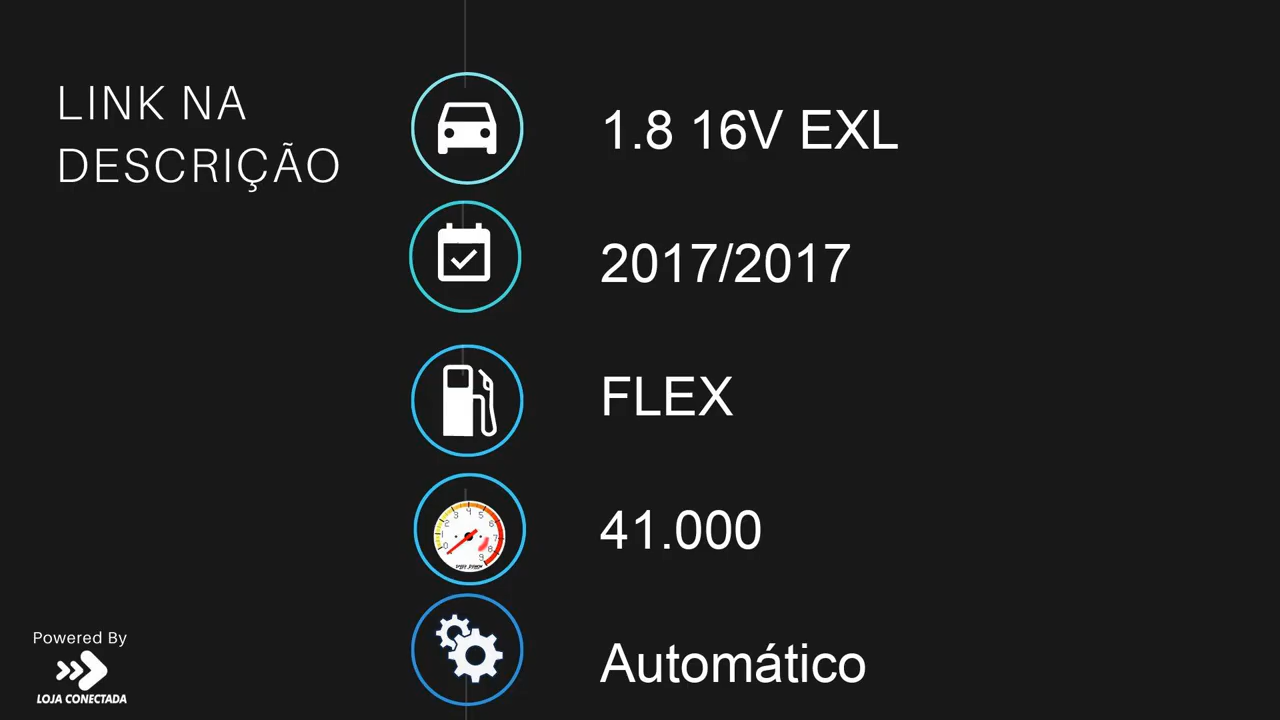 LINK NA
DESCRIÇÃO
1.8 16V EXL
2017/2017
FLEX
41.000
Automático
Powered By
LOJA CONECTADA